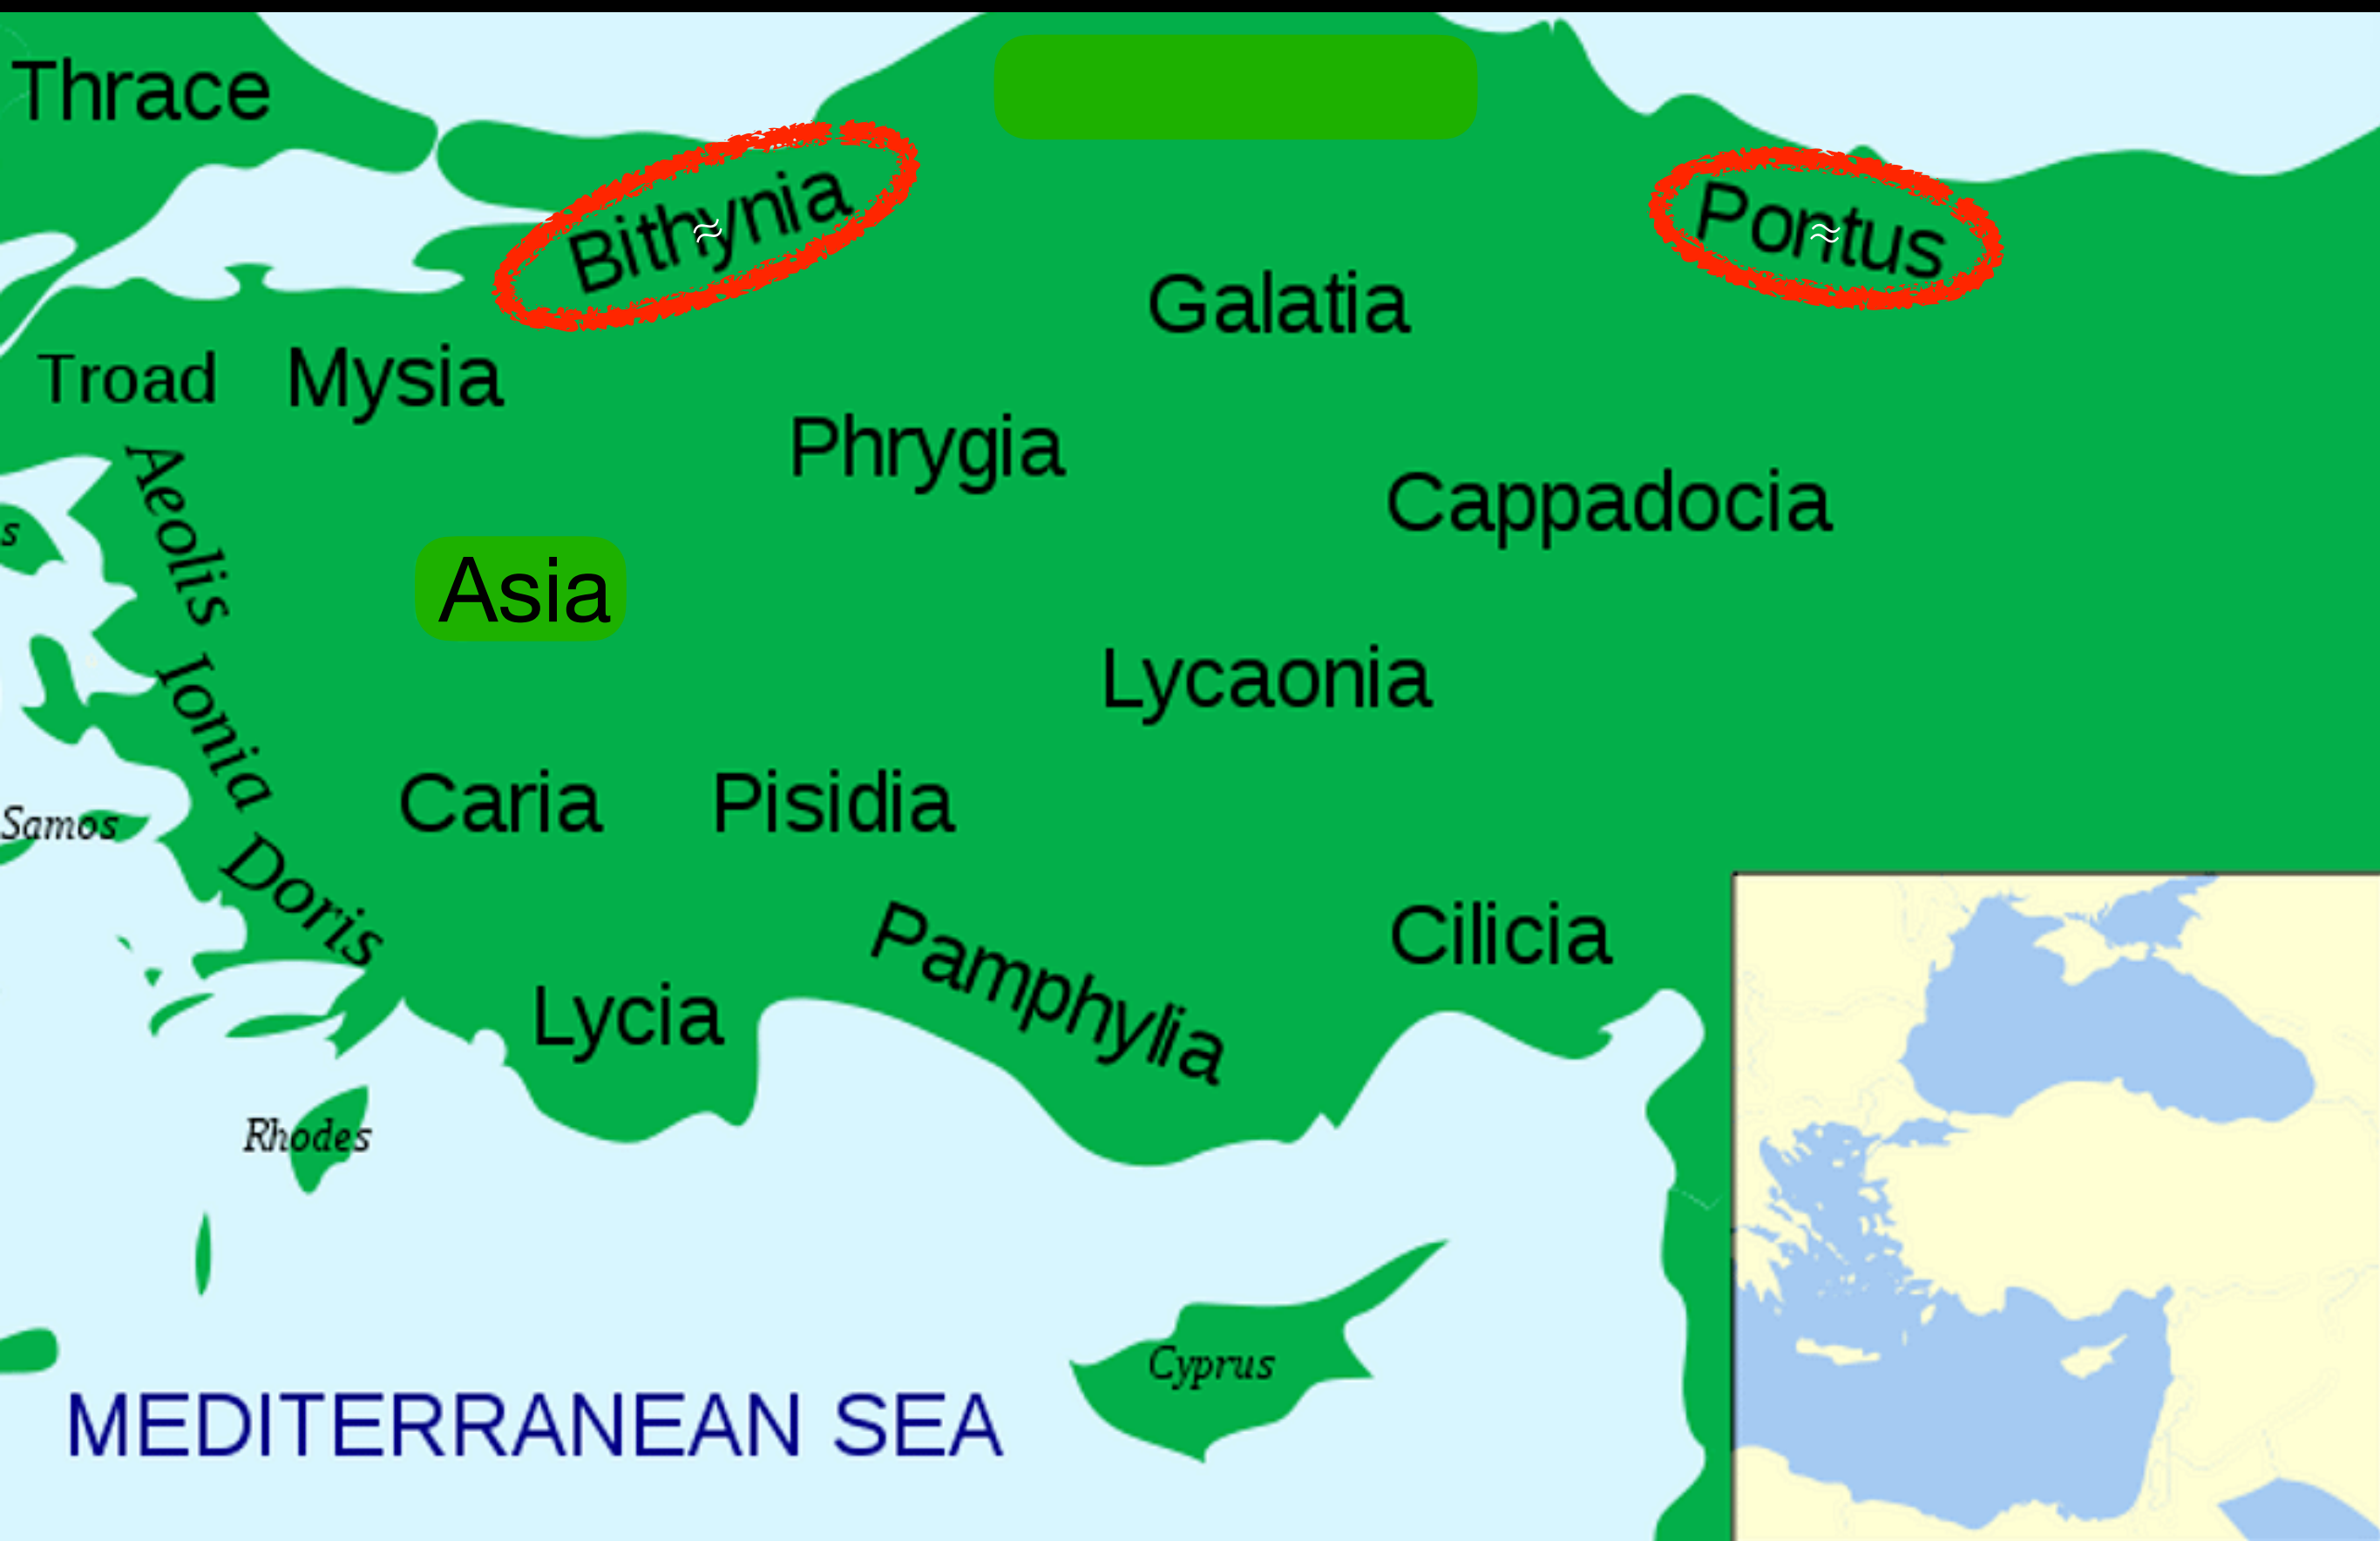 Thrace
Bithynia
Pontus
Galatia
Troad
Mysia
Phrygia
Cappadocia
Aeolis
s
Asia
Ionia
Lycaonia
Samos
Caria
Pisidia
Doris
Pamphylia
Cilicia
Lycia
Rhodes
Cyprus
MEDITERRANEAN SEA